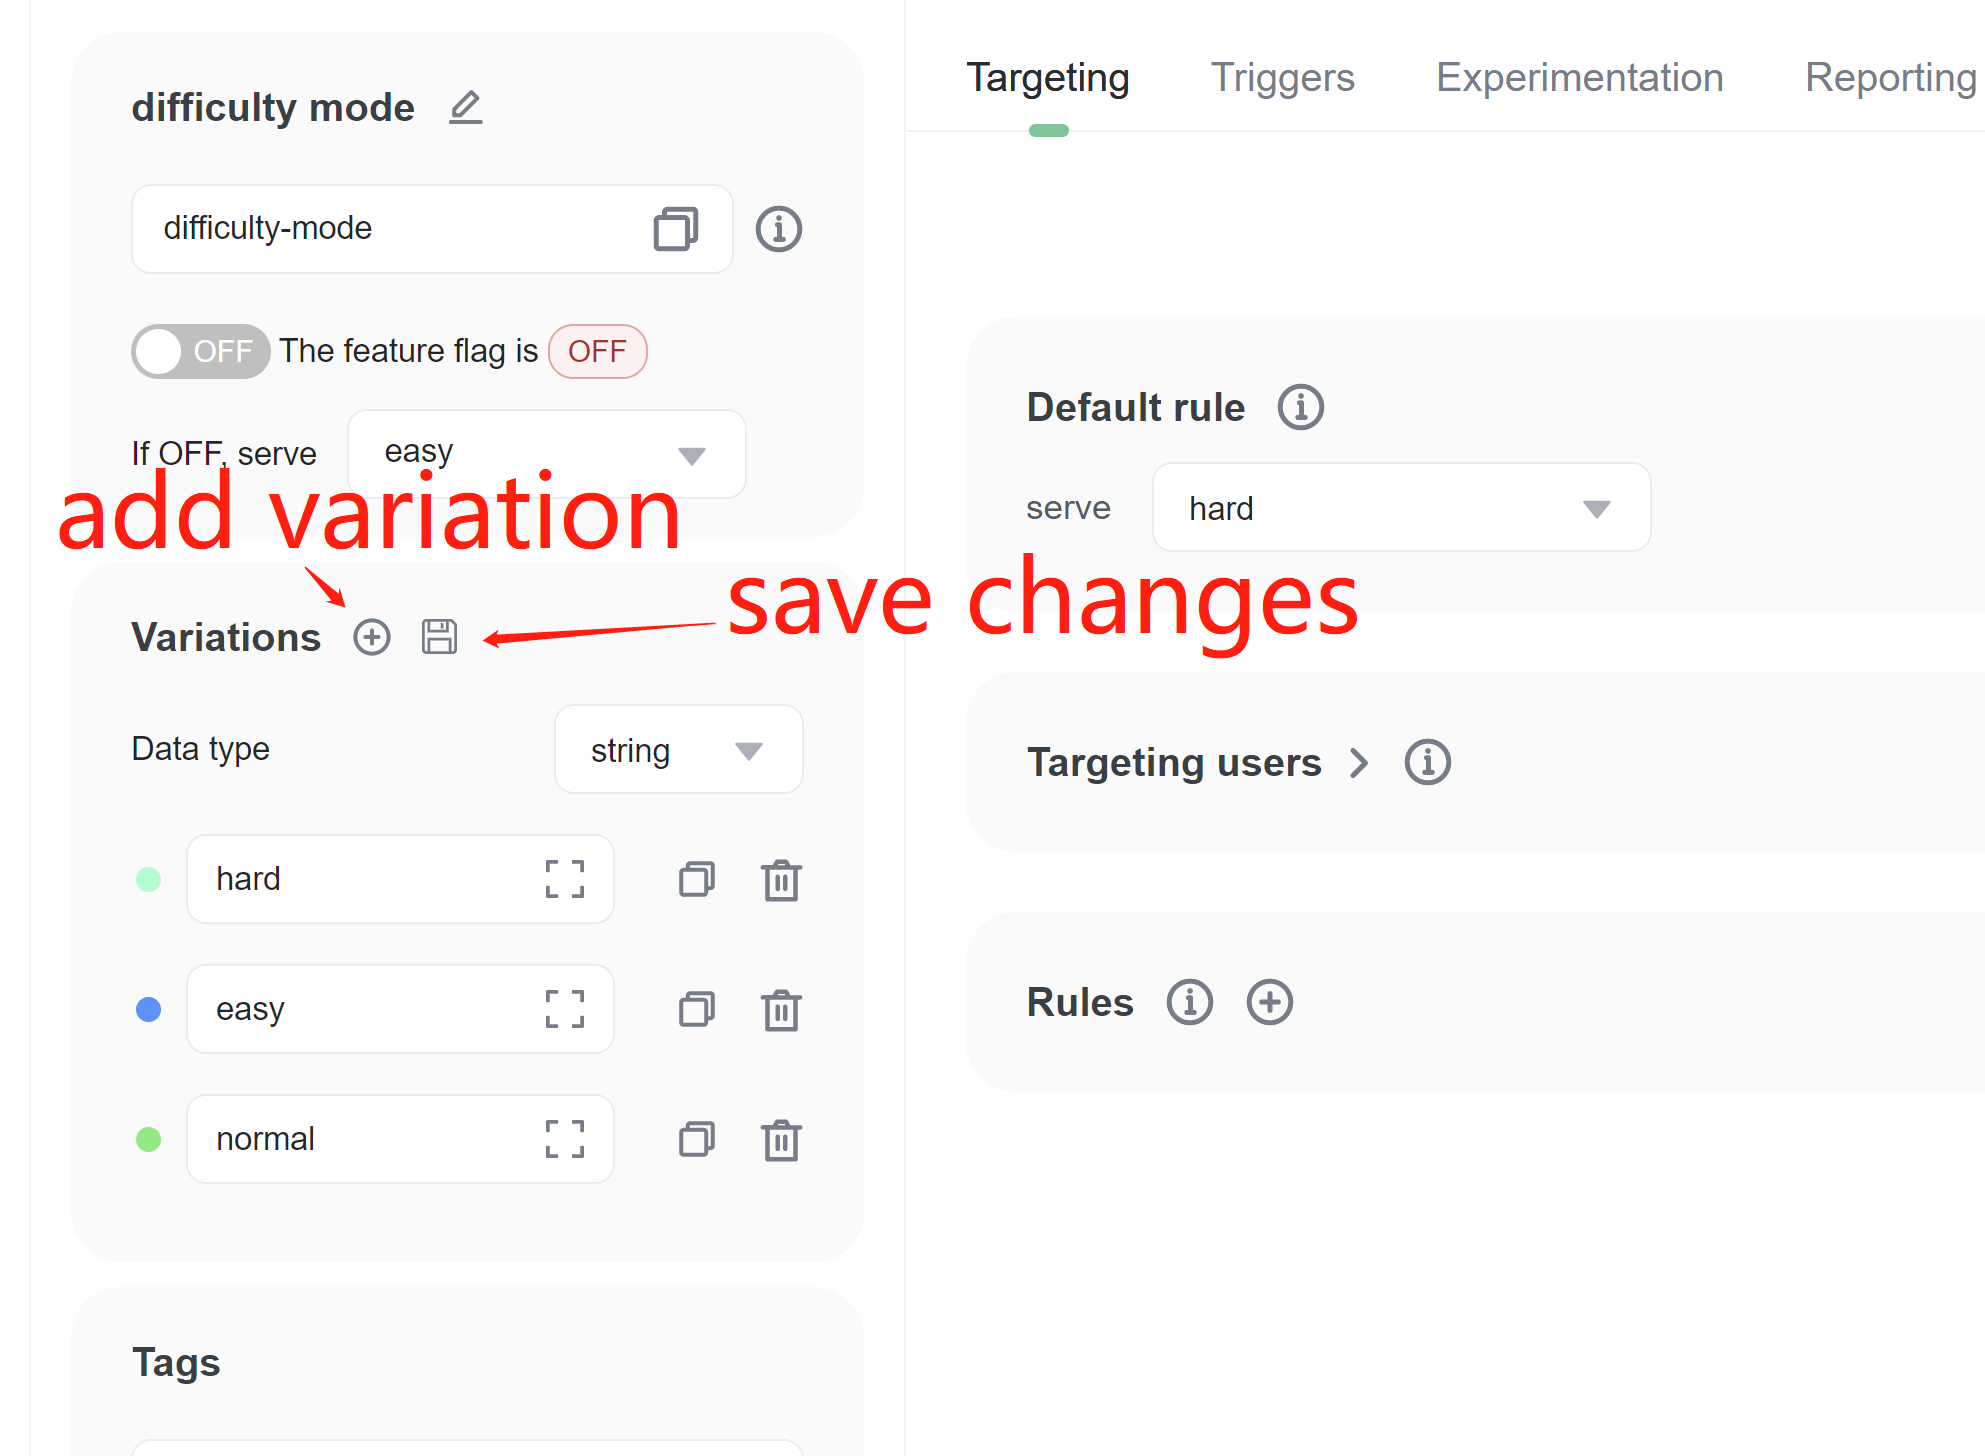 difficulty mode
difficulty-mode
OFF The feature flag is OFF
If OFF, serve easy
add variation
Variations
save changes
Data type string
hard
easy
normal
Tags
Targeting Triggers Experimentation Reporting
Default rule
serve hard
Targeting users
Rules